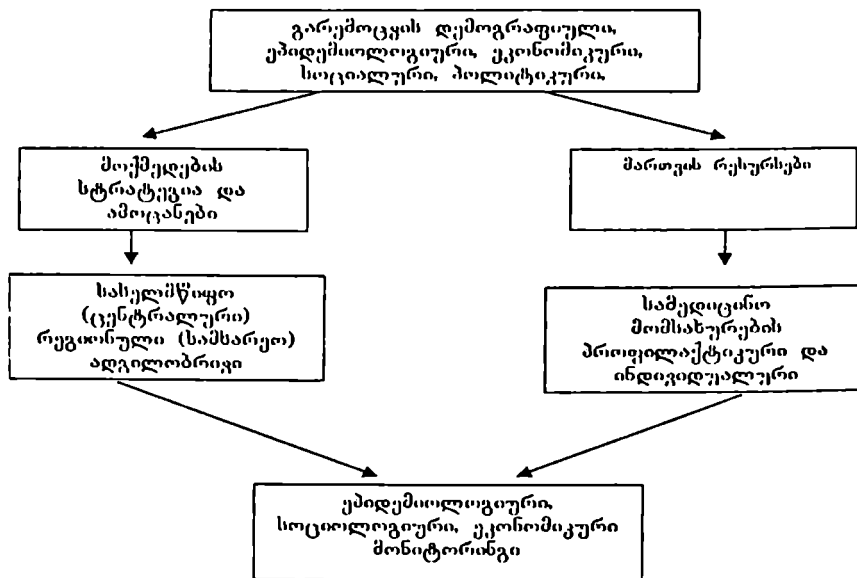 გარემოცვის დემოგრაფიული,
ეპიდემიოლოგიური, ეკონომიკური,
სოციალური, პოლიტიკური,
მოქმედების
სტრატეგია და
ამოცანები
მართვის რესურსები
სახელმწიფო
(ცენტრალური)
რეგიონული (სამხარეო)
ადგილობრივი
სამედიცინო
მომსახურების
პროფილაქტიკური და
ინდივიდუალური
ეპიდემიოლოგიური,
სოციოლოგიური, ეკონომიკური
მონიტორინგი